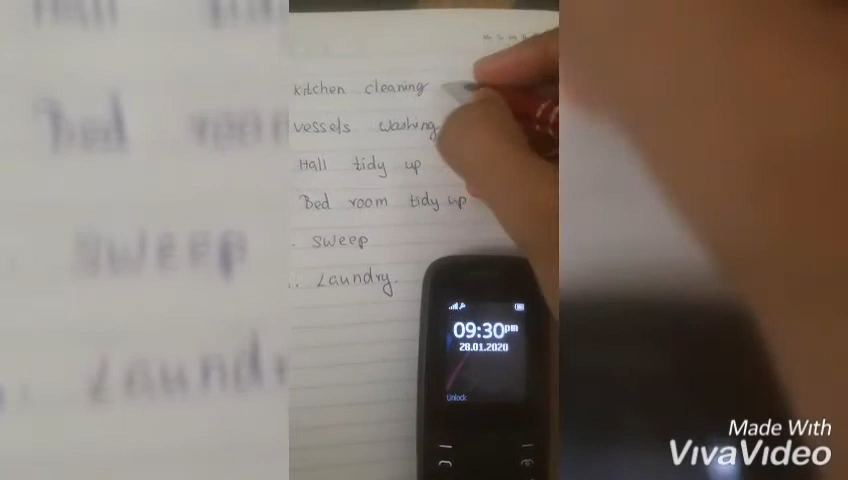 kitchen cleaning
vessels washing
Hall tidy up
Bed room tidy up
sweep
Laundry.
09:30pm
28.01.2020
Unlock
Made With
VivaVideo